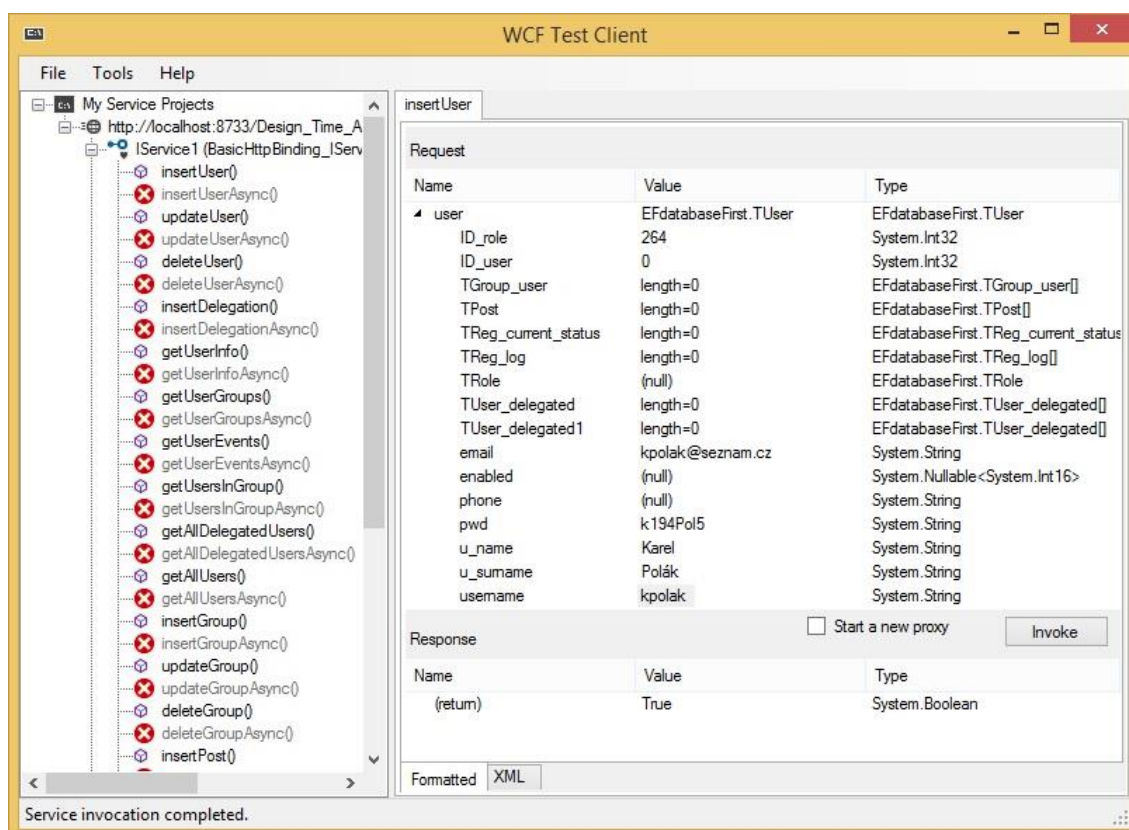 WCF Test Client
File Tools Help
My Service Projects
http://localhost:8733/Design_Time_A
IService1 (BasicHttpBinding_IServ
insertUser()
insertUserAsync()
updateUser()
updateUserAsync()
deleteUser()
deleteUserAsync()
insertDelegation()
insertDelegationAsync()
getUserInfo()
getUserInfoAsync()
getUserGroups()
getUserGroupsAsync()
getUserEvents()
getUserEventsAsync()
getUsersInGroup()
getUsersInGroupAsync()
getAllDelegatedUsers()
getAllDelegatedUsersAsync()
getAllUsers()
getAllUsersAsync()
insertGroup()
insertGroupAsync()
updateGroup()
updateGroupAsync()
deleteGroup()
deleteGroupAsync()
insertPost()
insertUser
Request
Name Value Type
user EFdatabaseFirst.TUser EFdatabaseFirst.TUser
ID_role 264 System.Int32
ID_user 0 System.Int32
TGroup_user length=0 EFdatabaseFirst.TGroup_user[]
TPost length=0 EFdatabaseFirst.TPost[]
TReg_current_status length=0 EFdatabaseFirst.TReg_current_status
TReg_log length=0 EFdatabaseFirst.TReg_log[]
TRole (null) EFdatabaseFirst.TRole
TUser_delegated length=0 EFdatabaseFirst.TUser_delegated[]
TUser_delegated1 length=0 EFdatabaseFirst.TUser_delegated[]
email kpolak@seznam.cz System.String
enabled (null) System.Nullable<System.Int16>
phone (null) System.String
pwd k194Pol5 System.String
u_name Karel System.String
u_surname Polák System.String
username kpolak System.String
Start a new proxy Invoke
Response
Name Value Type
(return) True System.Boolean
Formatted XML
Service invocation completed.